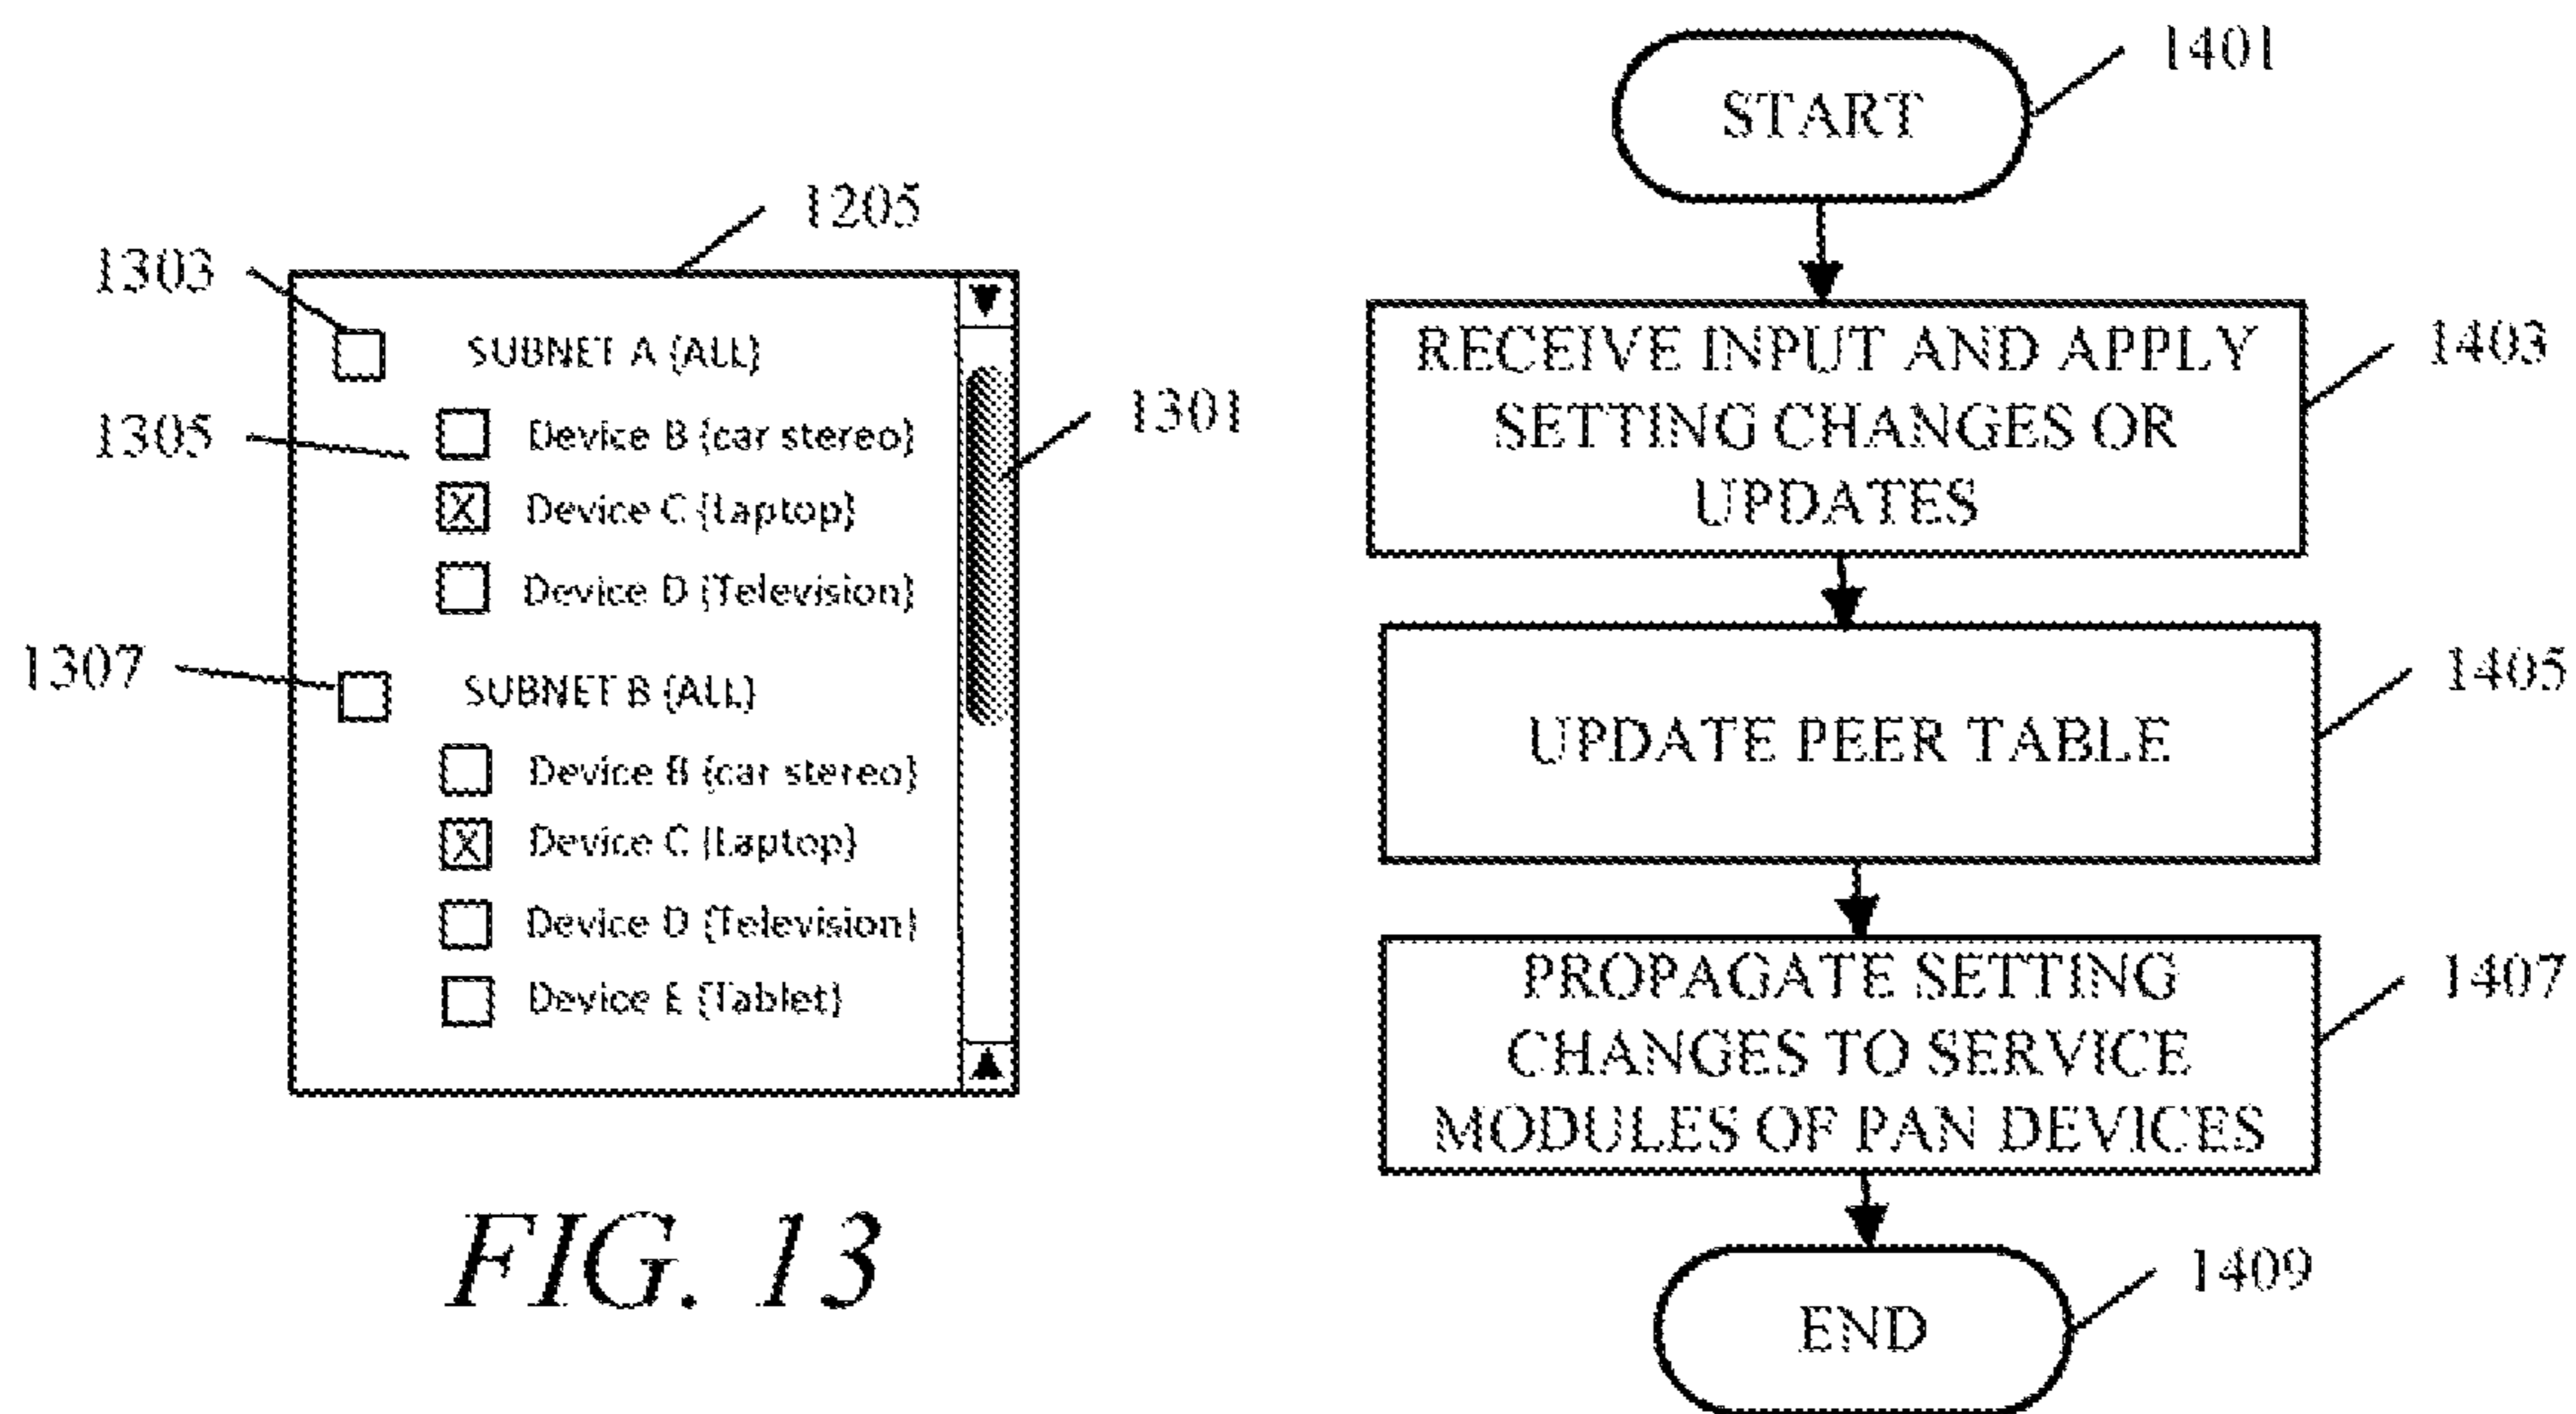 1205
1303
SUBNET A {ALL}
1305
Device B {car stereo}
1301
X Device C {Laptop}
Device D {Television}
1307
SUBNET B {ALL}
Device B {car stereo}
X Device C {Laptop}
Device D {Television}
Device E {Tablet}
FIG. 13
START
1401
RECEIVE INPUT AND APPLY
SETTING CHANGES OR
UPDATES
1403
UPDATE PEER TABLE
1405
PROPAGATE SETTING
CHANGES TO SERVICE
MODULES OF PAN DEVICES
1407
END
1409